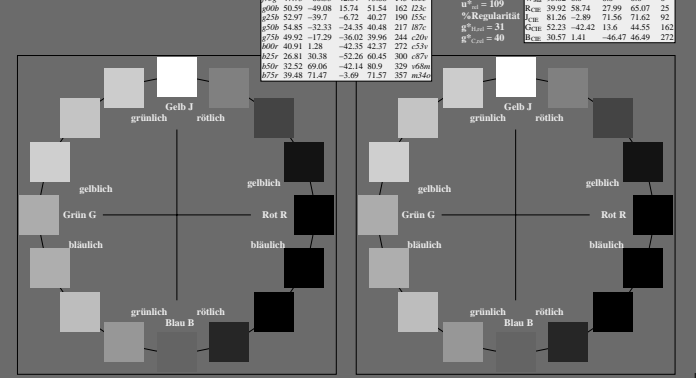 g00b 50.59 −49.08 15.74 51.54 162 l23c
g25b 52.97 −39.7 −6.72 40.27 190 l55c
g50b 54.85 −32.33 −24.35 40.48 217 l87c
g75b 49.92 −17.29 −36.02 39.96 244 c20v
b00r 40.91 1.28 −42.35 42.37 272 c53v
b25r 26.81 30.38 −52.26 60.45 300 c87v
b50r 32.52 69.06 −42.14 80.9 329 v68m
b75r 39.48 71.47 −3.69 71.57 357 m34o
u*rel = 109
%Regularität
g*H,rel = 31
g*C,rel = 40
RCIE 39.92 58.74 27.99 65.07 25
JCIE 81.26 −2.89 71.56 71.62 92
GCIE 52.23 −42.42 13.6 44.55 162
BCIE 30.57 1.41 −46.47 46.49 272
Gelb J
grünlich rötlich
gelblich gelblich
Grün G Rot R
bläulich bläulich
grünlich rötlich
Blau B
Gelb J
grünlich rötlich
gelblich gelblich
Grün G Rot R
bläulich bläulich
grünlich rötlich
Blau B